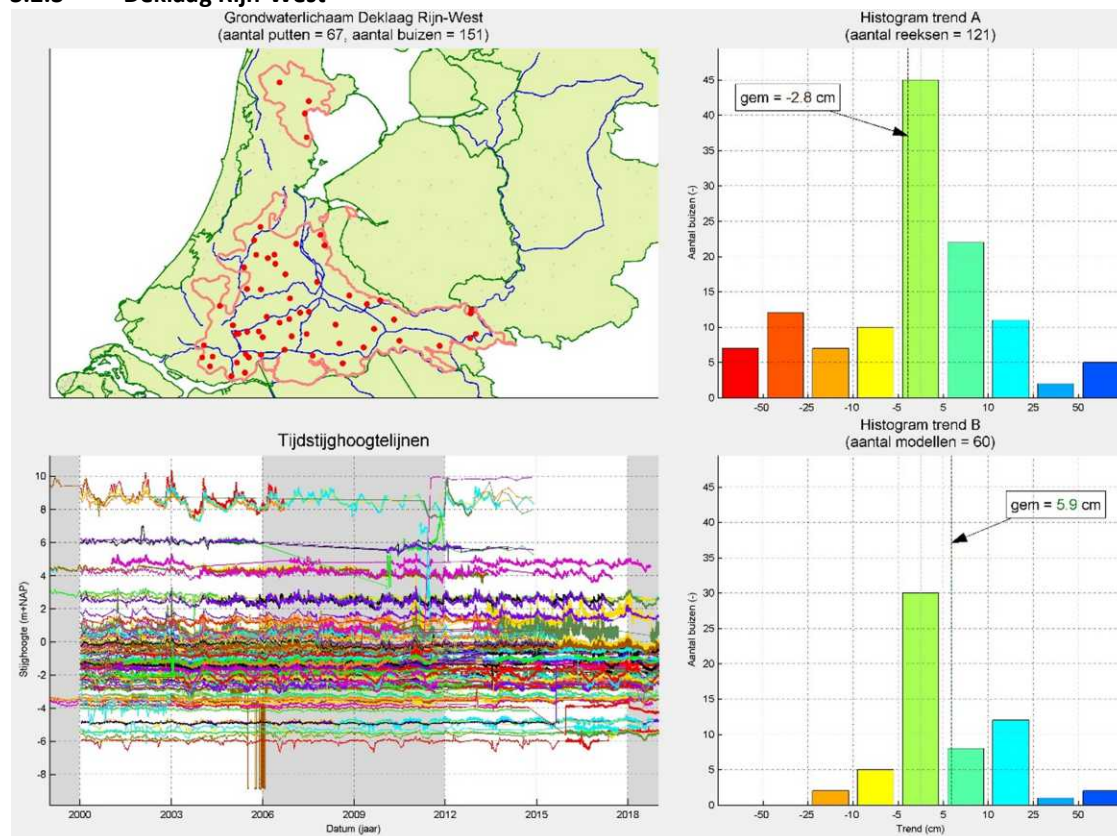 Deklaag Rijn-West
Grondwaterlichaam Deklaag Rijn-West
(aantal putten = 67, aantal buizen = 151)
Histogram trend A
(aantal reeksen = 121)
gem = -2.8 cm
Aantal buizen (-)
45
40
35
30
25
20
15
10
5
0
-50 -25 -10 -5 5 10 25 50
Tijdstijghoogtelijnen
Stijghoogte (m+NAP)
10
8
6
4
2
0
-2
-4
-6
-8
2000 2003 2006 2009 2012 2015 2018
Datum (jaar)
Histogram trend B
(aantal modellen = 60)
gem = 5.9 cm
Aantal buizen (-)
45
40
35
30
25
20
15
10
5
0
-50 -25 -10 -5 5 10 25 50
Trend (cm)